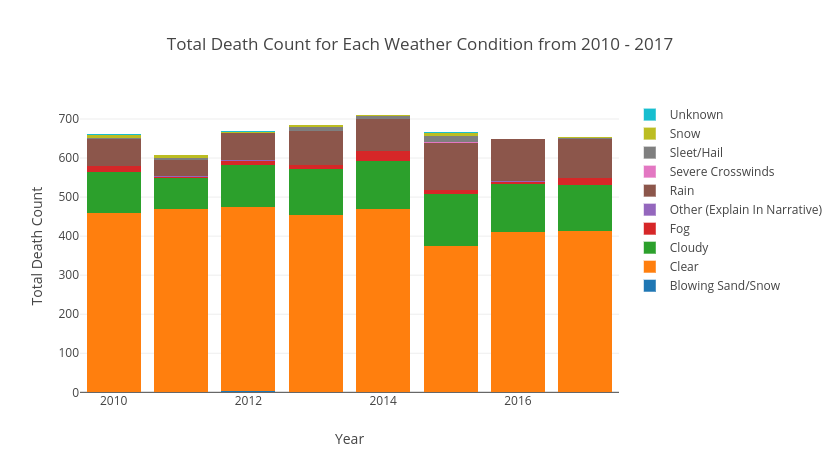 Total Death Count for Each Weather Condition from 2010 - 2017
Total Death Count
700
600
500
400
300
200
100
0
2010
2012
2014
2016
Year
Unknown
Snow
Sleet/Hail
Severe Crosswinds
Rain
Other (Explain In Narrative)
Fog
Cloudy
Clear
Blowing Sand/Snow